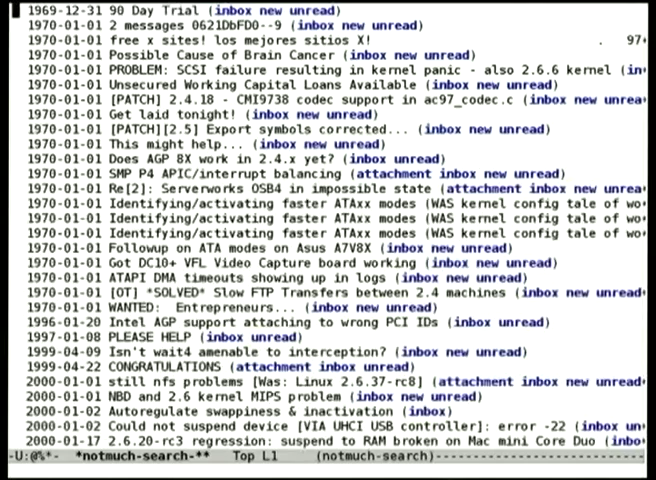 1969-12-31 90 Day Trial (inbox new unread)
1970-01-01 2 messages 0621DbFD0--9 (inbox new unread)
1970-01-01 free x sites! los mejores sitios X! . 97
1970-01-01 Possible Cause of Brain Cancer (inbox new unread)
1970-01-01 PROBLEM: SCSI failure resulting in kernel panic - also 2.6.6 kernel (in
1970-01-01 Unsecured Working Capital Loans Available (inbox new unread)
1970-01-01 [PATCH] 2.4.18 - CMI9738 codec support in ac97_codec.c (inbox new unrea
1970-01-01 Get laid tonight! (inbox new unread)
1970-01-01 [PATCH][2.5] Export symbols corrected... (inbox new unread)
1970-01-01 This might help... (inbox new unread)
1970-01-01 Does AGP 8X work in 2.4.x yet? (inbox new unread)
1970-01-01 SMP P4 APIC/interrupt balancing (attachment inbox new unread)
1970-01-01 Re[2]: Serverworks OSB4 in impossible state (attachment inbox new unrea
1970-01-01 Identifying/activating faster ATAxx modes (WAS kernel config tale of wo
1970-01-01 Identifying/activating faster ATAxx modes (WAS kernel config tale of wo
1970-01-01 Identifying/activating faster ATAxx modes (WAS kernel config tale of wo
1970-01-01 Followup on ATA modes on Asus A7V8X (inbox new unread)
1970-01-01 Got DC10+ VFL Video Capture board working (inbox new unread)
1970-01-01 ATAPI DMA timeouts showing up in logs (inbox new unread)
1970-01-01 [OT] *SOLVED* Slow FTP Transfers between 2.4 machines (inbox new unread
1970-01-01 WANTED: Entrepreneurs... (inbox new unread)
1996-01-20 Intel AGP support attaching to wrong PCI IDs (inbox unread)
1997-01-08 PLEASE HELP (inbox unread)
1999-04-09 Isn't wait4 amenable to interception? (inbox new unread)
1999-04-22 CONGRATULATIONS (attachment inbox unread)
2000-01-01 still nfs problems [Was: Linux 2.6.37-rc8] (attachment inbox unread
2000-01-01 NBD and 2.6 kernel MIPS problem (inbox new unread)
2000-01-02 Autoregulate swappiness & inactivation (inbox)
2000-01-02 Could not suspend device [VIA UHCI USB controller]: error -22 (inbox un
2000-01-17 2.6.20-rc3 regression: suspend to RAM broken on Mac mini Core Duo (inbo
-U:@%*- *notmuch-search-** Top L1 (notmuch-search)--------------------------